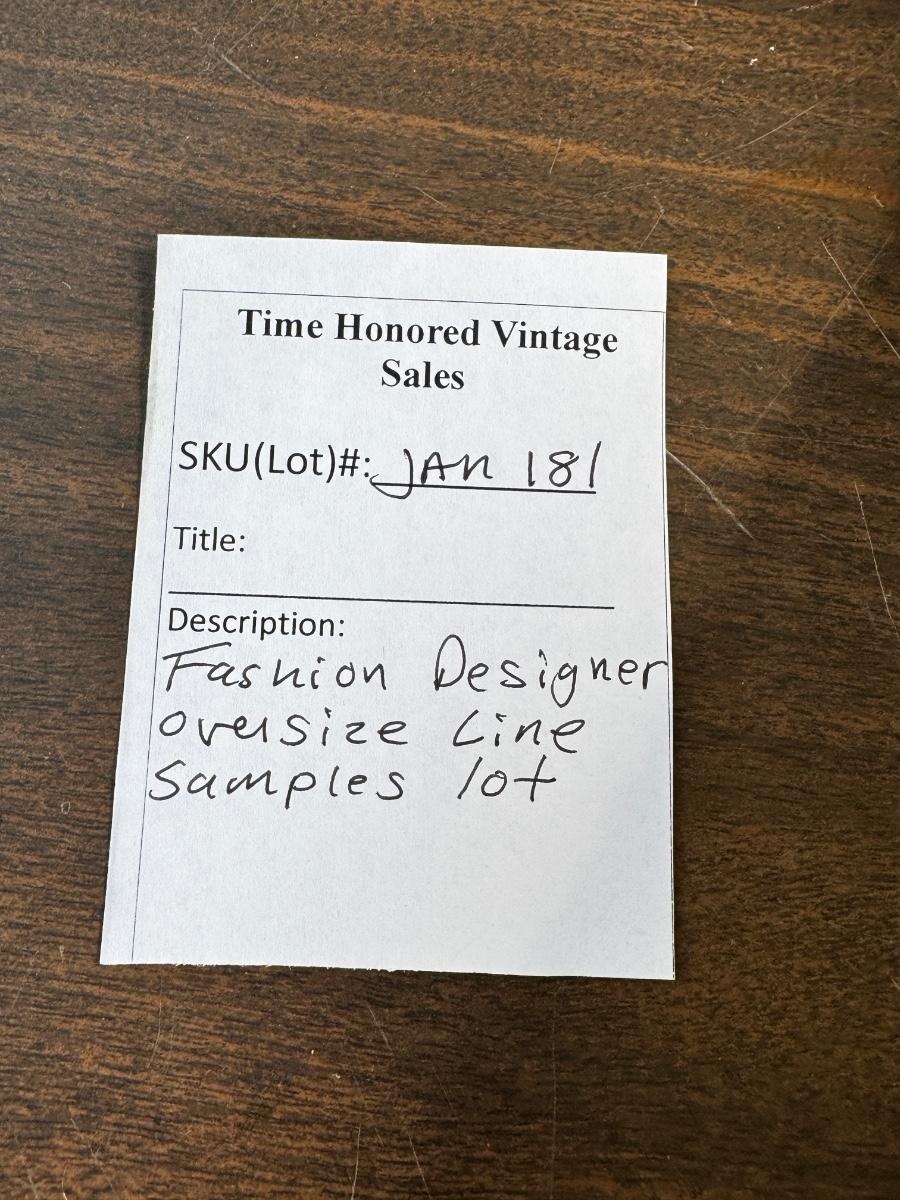 Time Honored Vintage
Sales
SKU(Lot)#: JAN 181
Title:
Description:
Fashion Designer
oversize Line
Samples lot